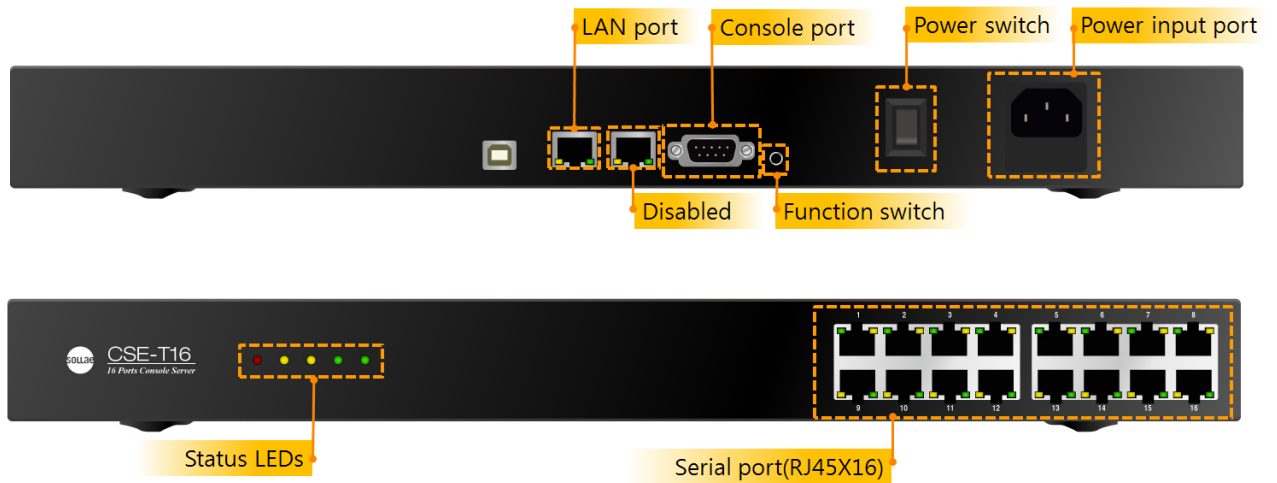 LAN port
Console port
Power switch
Power input port
Disabled
Function switch
SOLLAE
CSE-T16
16 Ports Console Server
1 2 3 4 5 6 7 8
9 10 11 12 13 14 15 16
Status LEDs
Serial port(RJ45X16)